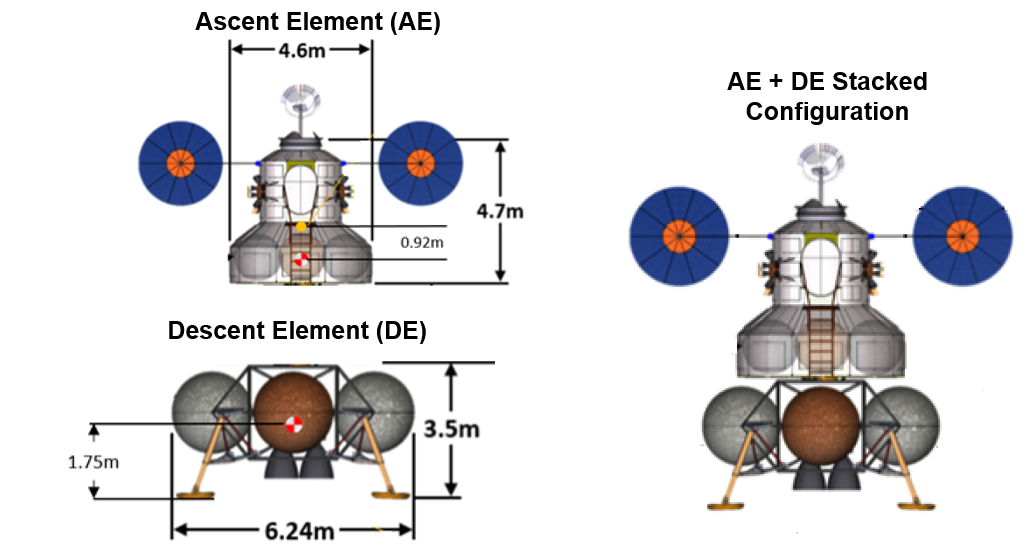 Ascent Element (AE)
4.6m
4.7m
0.92m
Descent Element (DE)
3.5m
1.75m
6.24m
AE + DE Stacked
Configuration